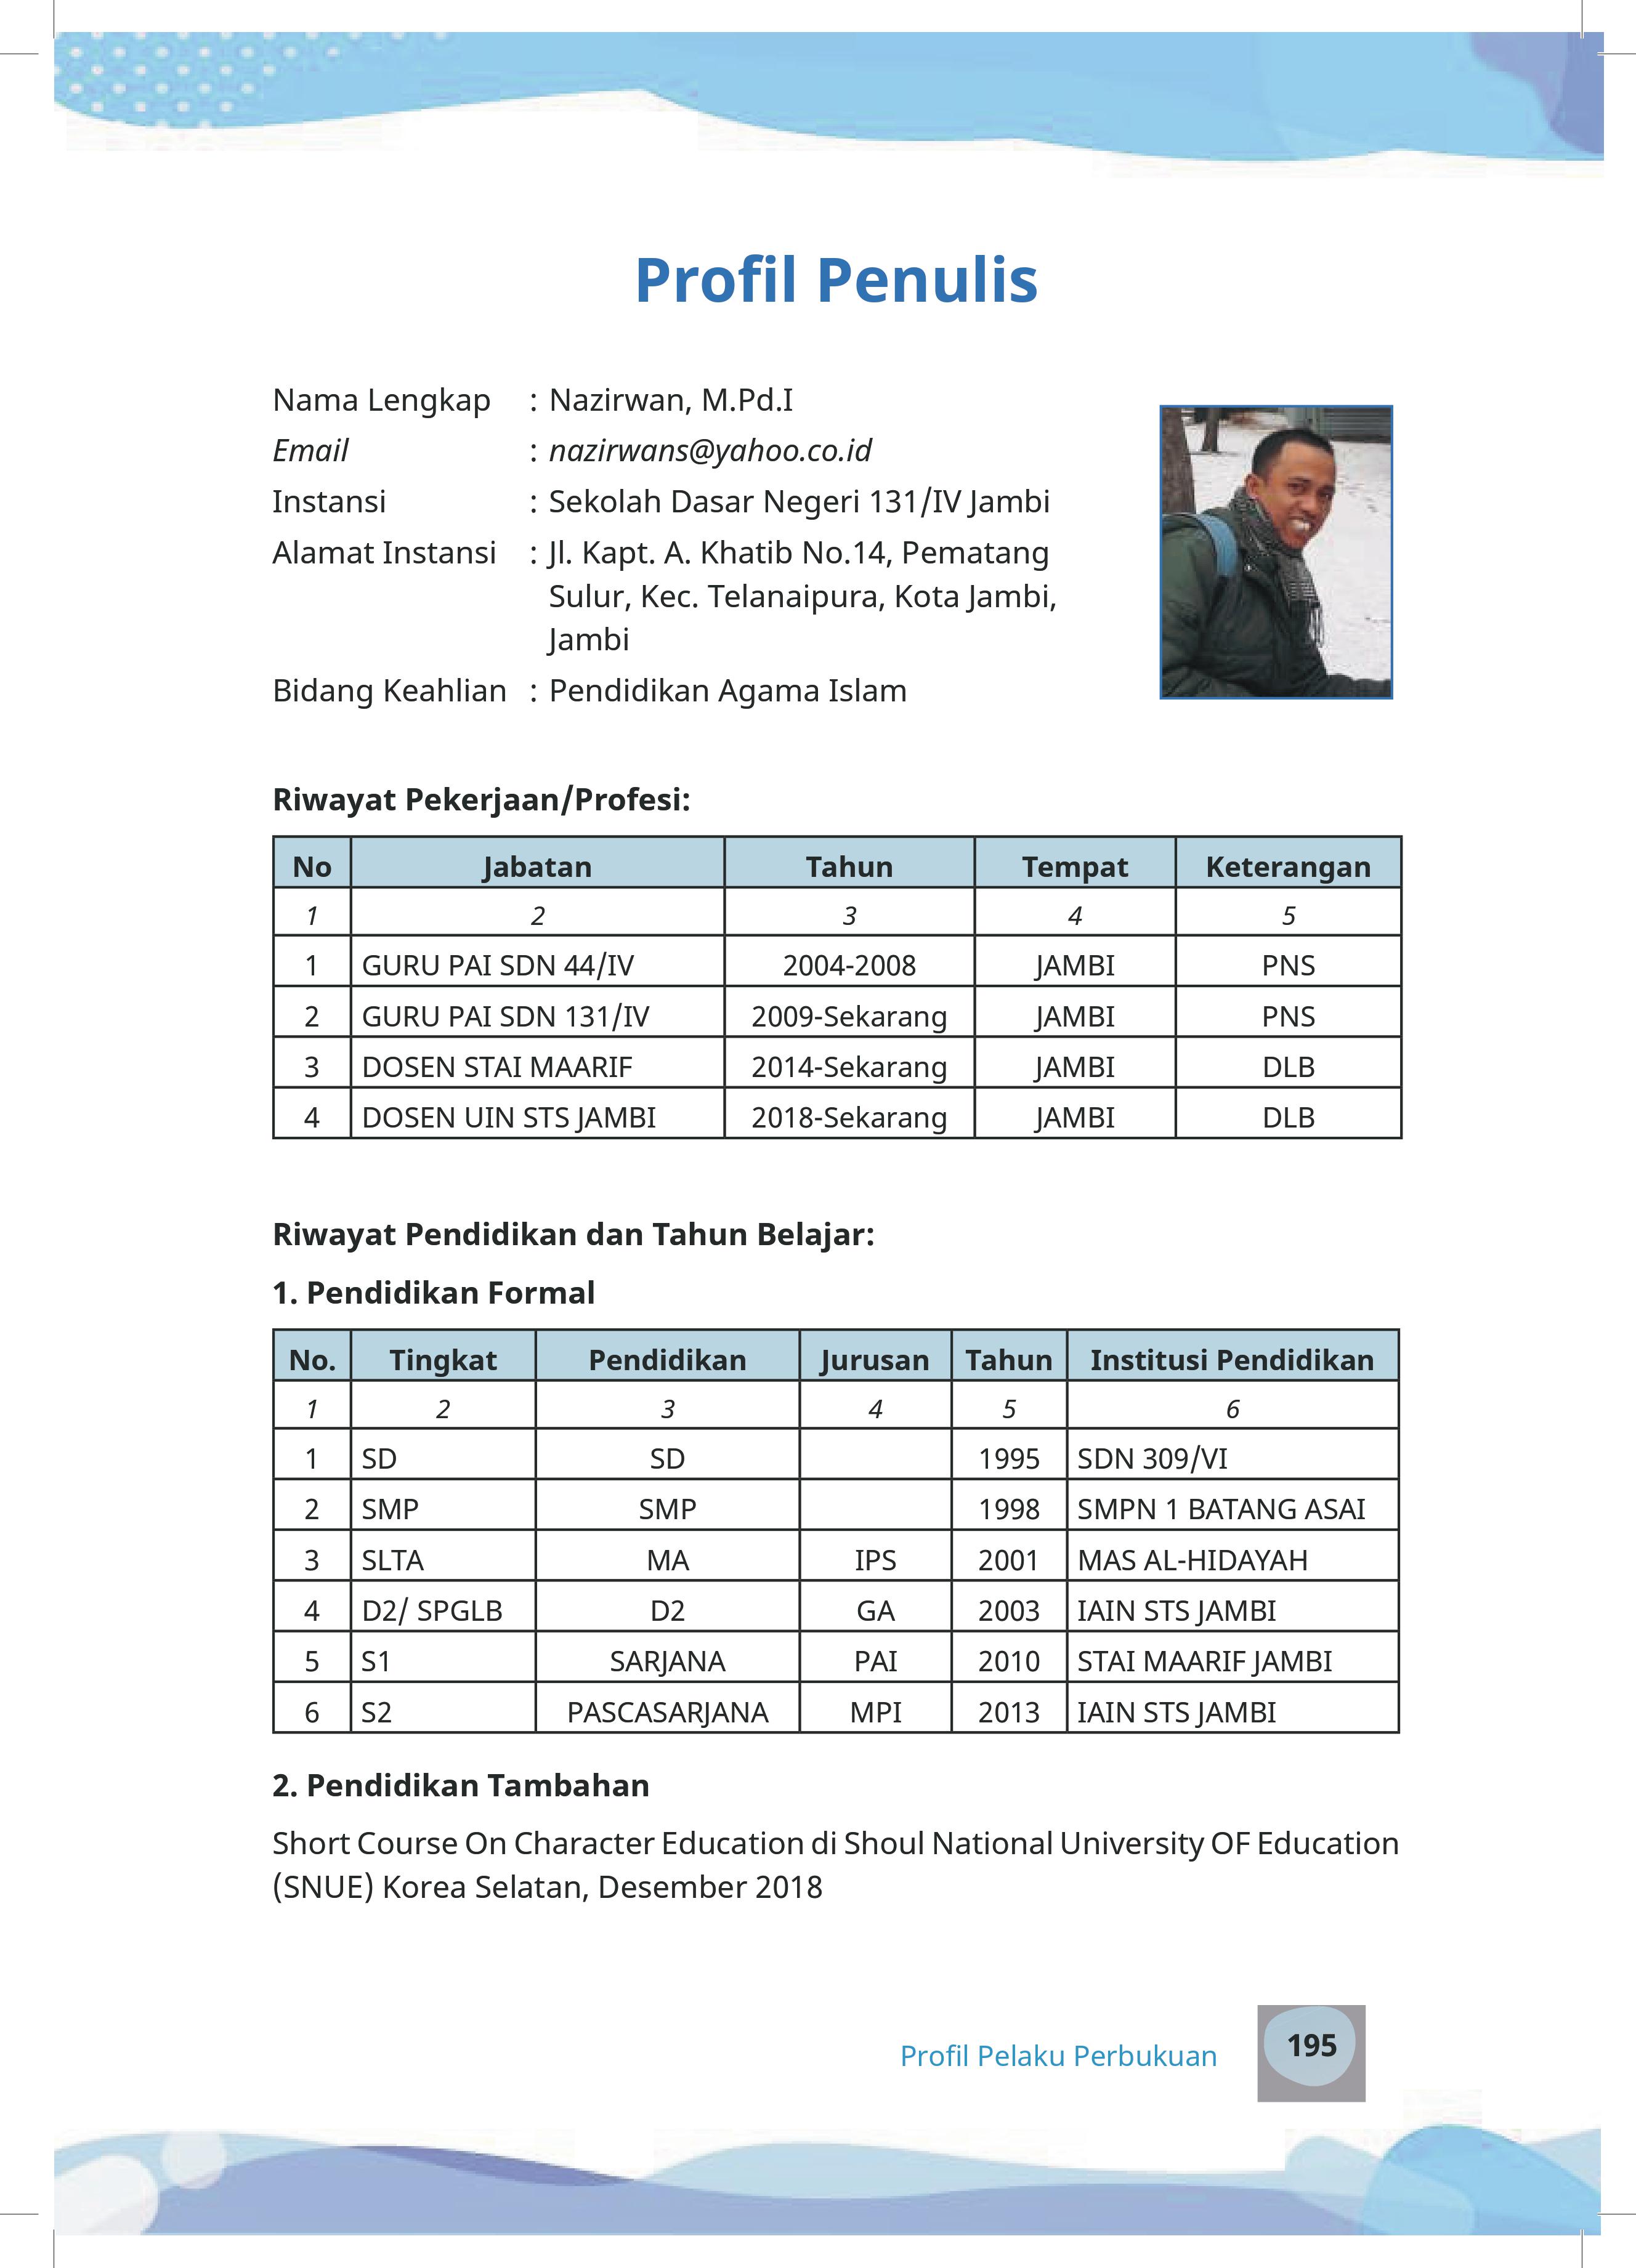 Profil Penulis
Nama Lengkap : Nazirwan, M.Pd.I
Email : nazirwans@yahoo.co.id
Instansi : Sekolah Dasar Negeri 131/IV Jambi
Alamat Instansi : Jl. Kapt. A. Khatib No.14, Pematang
Sulur, Kec. Telanaipura, Kota Jambi,
Jambi
Bidang Keahlian : Pendidikan Agama Islam
Riwayat Pekerjaan/Profesi:
No Jabatan Tahun Tempat Keterangan
1 2 3 4 5
1 GURU PAI SDN 44/IV 2004-2008 JAMBI PNS
2 GURU PAI SDN 131/IV 2009-Sekarang JAMBI PNS
3 DOSEN STAI MAARIF 2014-Sekarang JAMBI DLB
4 DOSEN UIN STS JAMBI 2018-Sekarang JAMBI DLB
Riwayat Pendidikan dan Tahun Belajar:
1. Pendidikan Formal
No. Tingkat Pendidikan Jurusan Tahun Institusi Pendidikan
1 2 3 4 5 6
1 SD SD 1995 SDN 309/VI
2 SMP SMP 1998 SMPN 1 BATANG ASAI
3 SLTA MA IPS 2001 MAS AL-HIDAYAH
4 D2/ SPGLB D2 GA 2003 IAIN STS JAMBI
5 S1 SARJANA PAI 2010 STAI MAARIF JAMBI
6 S2 PASCASARJANA MPI 2013 IAIN STS JAMBI
2. Pendidikan Tambahan
Short Course On Character Education di Shoul National University OF Education
(SNUE) Korea Selatan, Desember 2018
Profil Pelaku Perbukuan 195